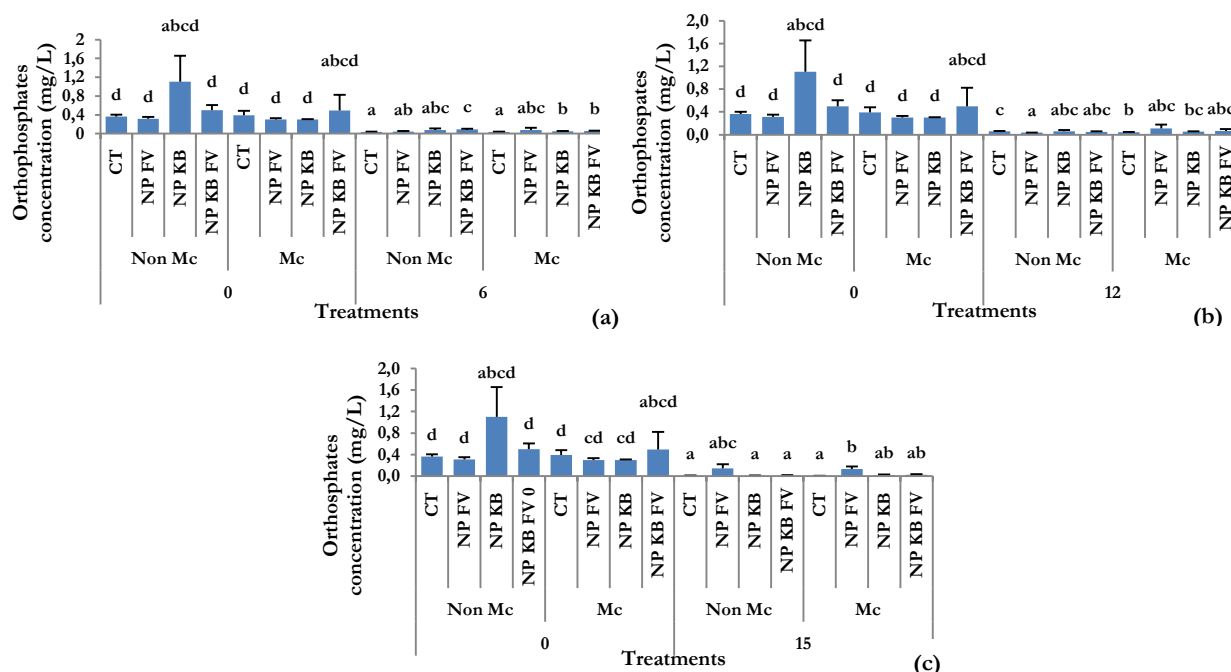 Orthophosphates
concentration (mg/L)
2
1,6
1,2
0,8
0,4
0
d
d
abcd
d
d
d
d
abcd
a
ab
abc
c
a
abc
b
b
CT
NP FV
NP KB
NP KB FV
CT
NP FV
NP KB
NP KB FV
CT
NP FV
NP KB
NP KB FV
CT
NP FV
NP KB
NP KB FV
Non Mc
Mc
Non Mc
Mc
0
6
Treatments
(a)
Orthospates
concentration (mg/L)
2,0
1,6
1,2
0,8
0,4
0,0
d
d
abcd
d
d
d
d
abcd
c
a
abc
abc
b
abc
bc
abc
CT
NP FV
NP KB
NP KB FV
CT
NP FV
NP KB
NP KB FV
CT
NP FV
NP KB
NP KB FV
CT
NP FV
NP KB
NP KB FV
Non Mc
Mc
Non Mc
Mc
0
12
Treatments
(b)
Orthosphates
concentration (mg/L)
2,0
1,6
1,2
0,8
0,4
0,0
d
d
abcd
d
d
cd
cd
abcd
a
abc
a
a
a
b
ab
ab
CT
NP FV
NP KB
NP KB FV 0
CT
NP FV
NP KB
NP KB FV
CT
NP FV
NP KB
NP KB FV
CT
NP FV
NP KB
NP KB FV
Non Mc
Mc
Non Mc
Mc
0
15
Treatments
(c)